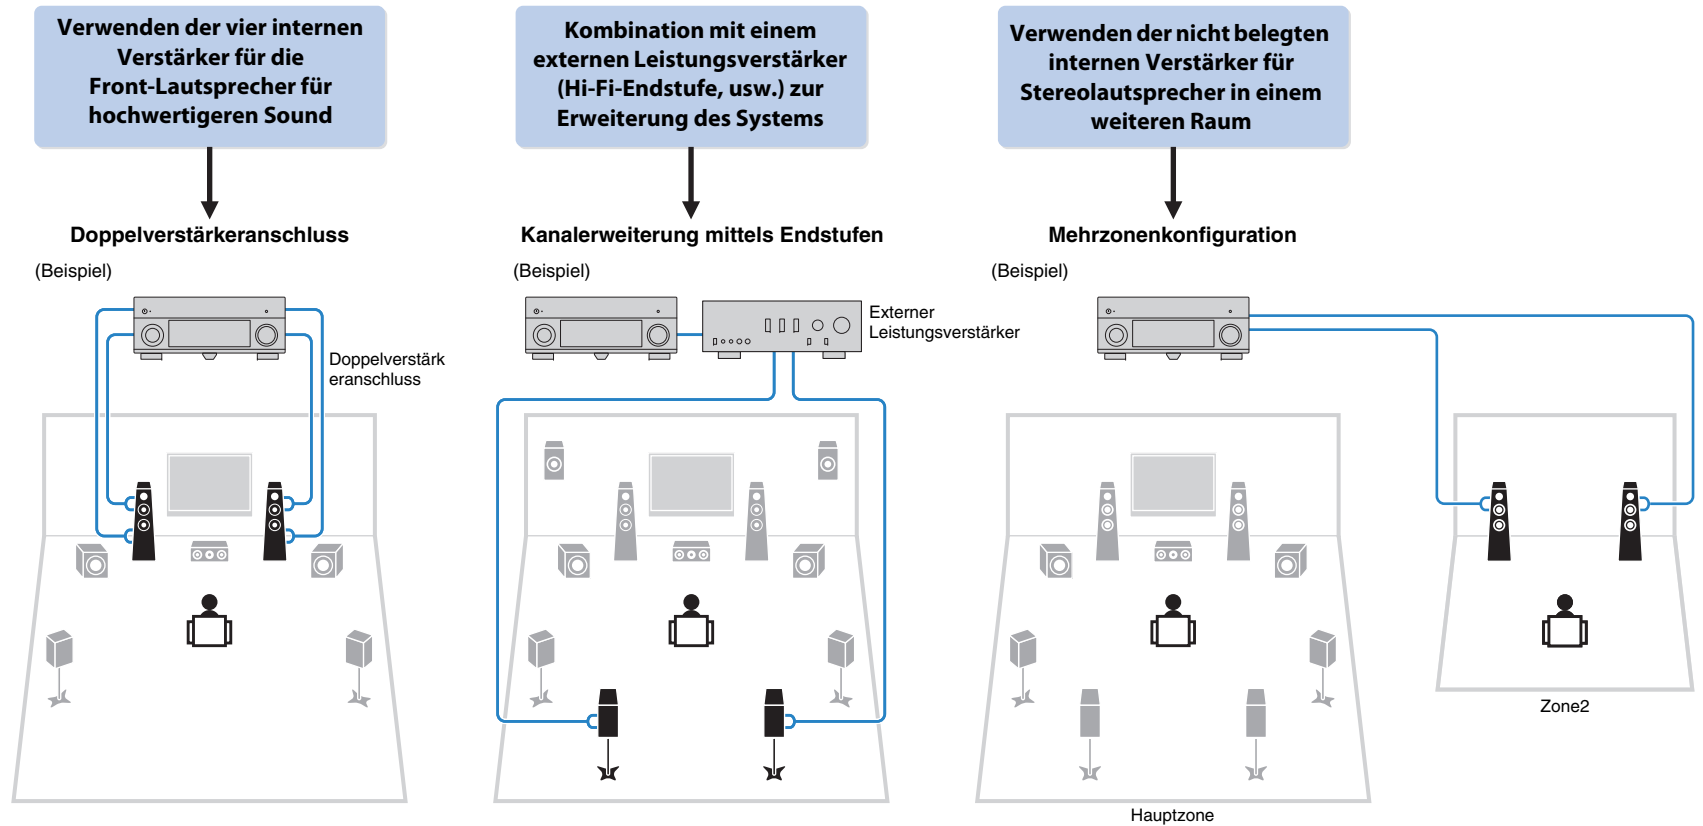 Verwenden der vier internen
Verstärker für die
Front-Lautsprecher für
hochwertigeren Sound
Doppelverstärkeranschluss
(Beispiel)
Doppelverstärk
eranschluss
Kombination mit einem
externen Leistungsverstärker
(Hi-Fi-Endstufe, usw.) zur
Erweiterung des Systems
Kanalerweiterung mittels Endstufen
(Beispiel)
Externer
Leistungsverstärker
Verwenden der nicht belegten
internen Verstärker für
Stereolautsprecher in einem
weiteren Raum
Mehrzonenkonfiguration
(Beispiel)
Zone2
Hauptzone